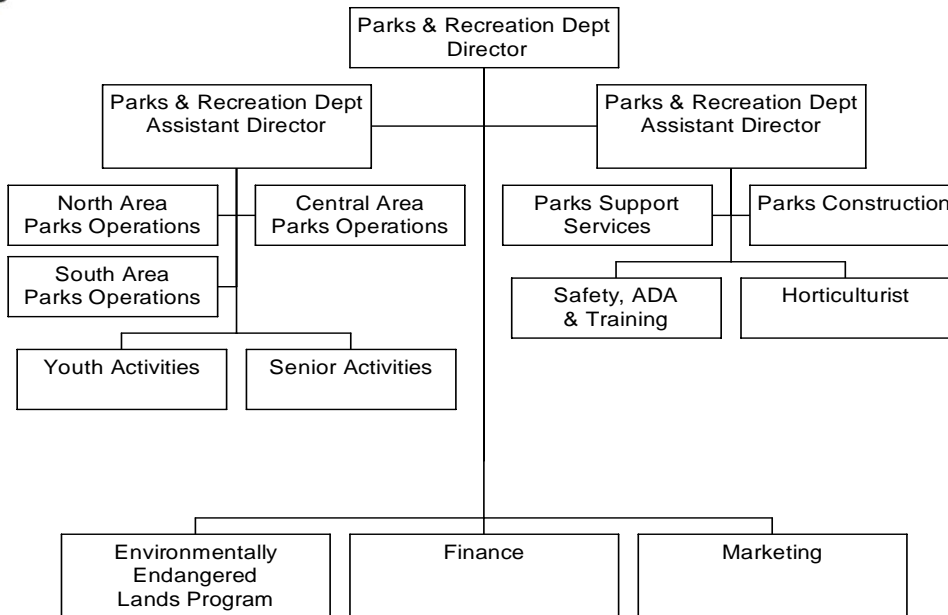 Parks & Recreation Dept
Director
Parks & Recreation Dept
Assistant Director
Parks & Recreation Dept
Assistant Director
North Area
Parks Operations
Central Area
Parks Operations
Parks Support
Services
Parks Construction
South Area
Parks Operations
Safety, ADA
& Training
Horticulturist
Youth Activities
Senior Activities
Environmentally
Endangered
Lands Program
Finance
Marketing